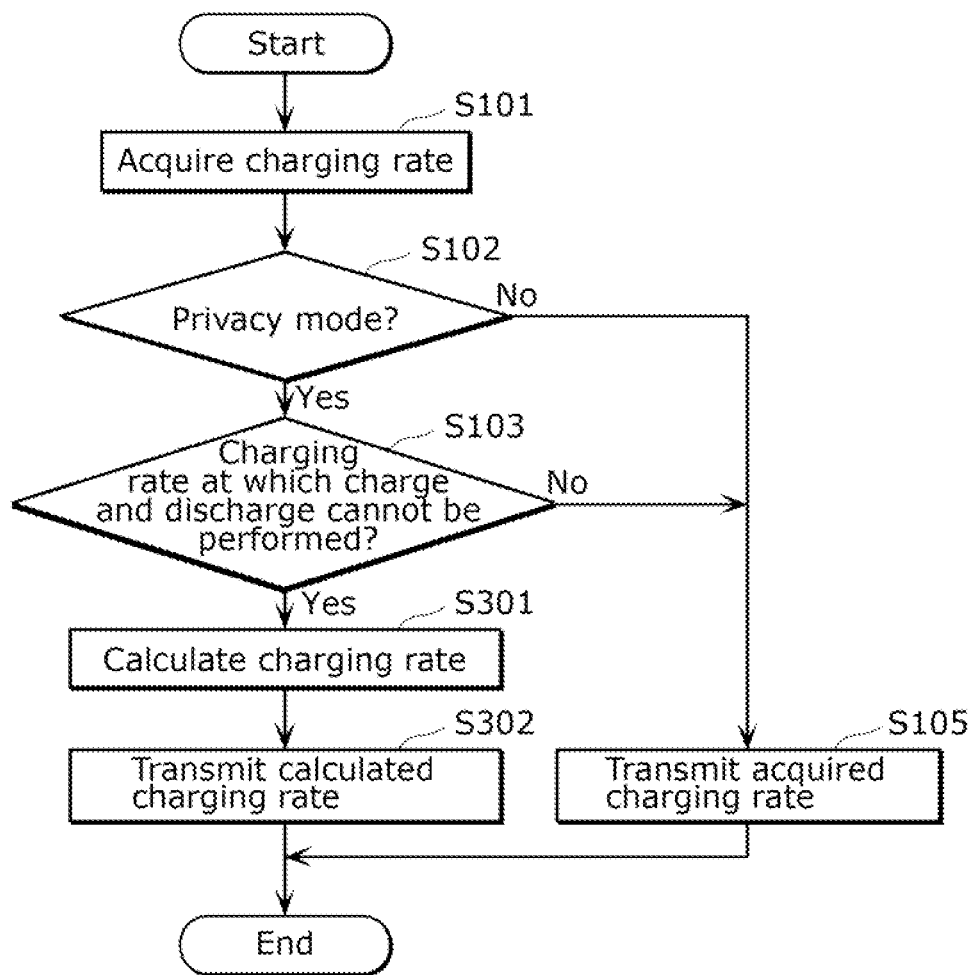 Start
S101
Acquire charging rate
S102
Privacy mode?
No
Yes
S103
Charging
rate at which charge
and discharge cannot be
performed?
No
Yes
S301
Calculate charging rate
S302
Transmit calculated
charging rate
S105
Transmit acquired
charging rate
End